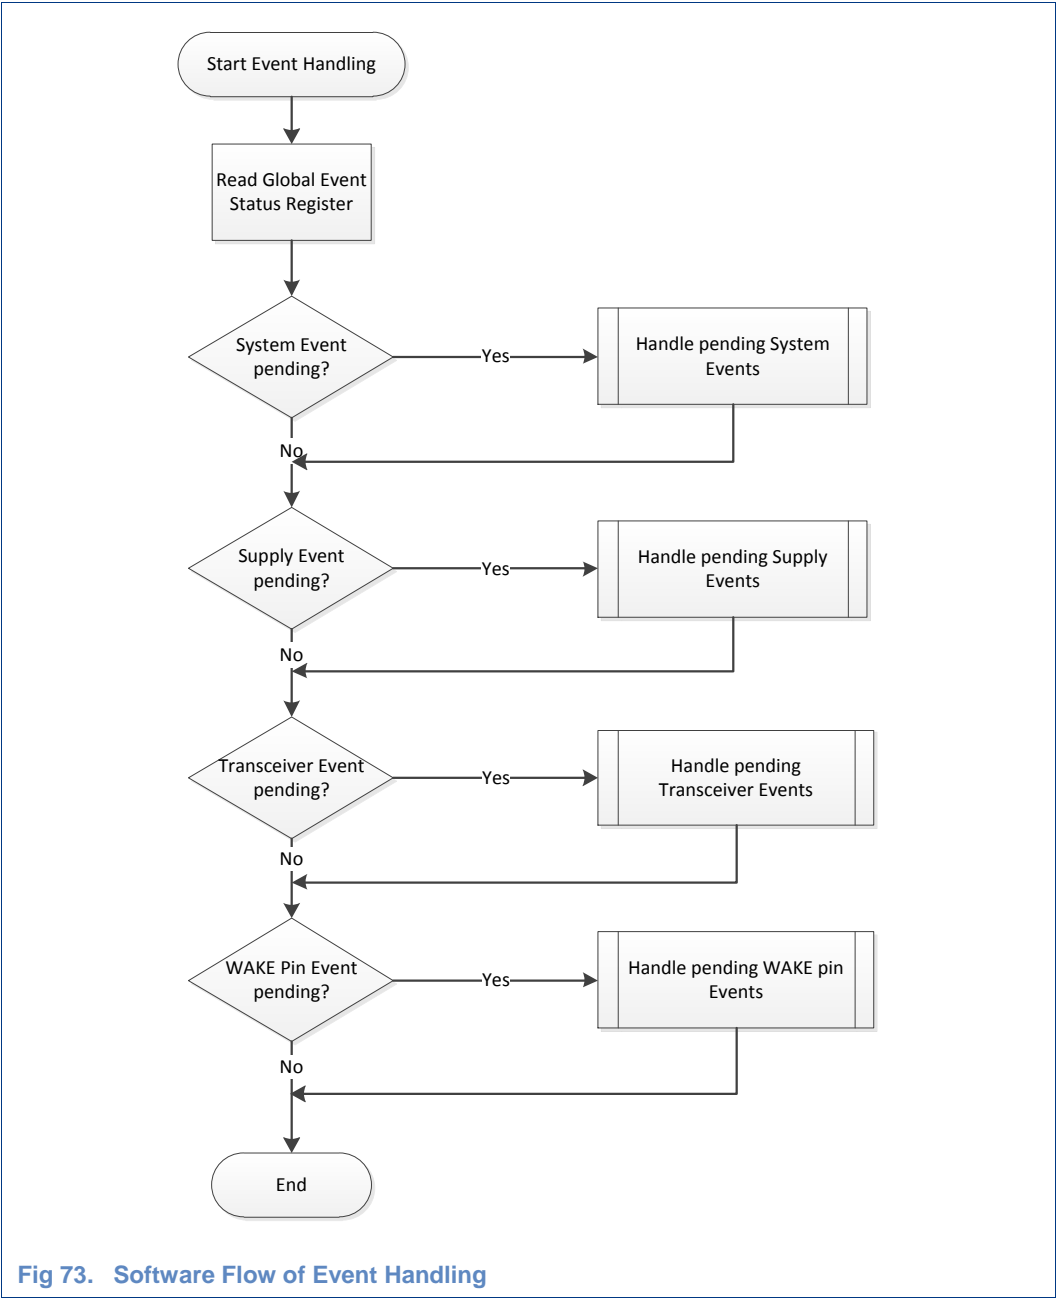 Start Event Handling
Read Global Event
Status Register
System Event
pending?
Yes
Handle pending System
Events
No
Supply Event
pending?
Yes
Handle pending Supply
Events
No
Transceiver Event
pending?
Yes
Handle pending
Transceiver Events
No
WAKE Pin Event
pending?
Yes
Handle pending WAKE pin
Events
No
End
Fig 73. Software Flow of Event Handling